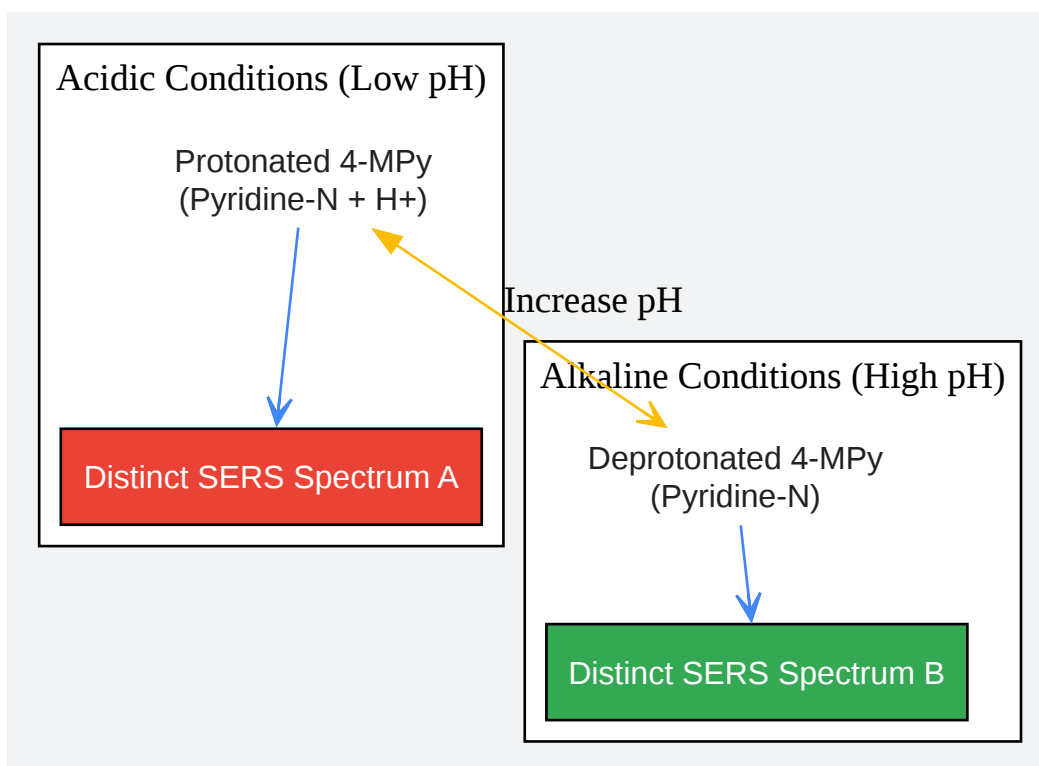 Acidic Conditions (Low pH)
Protonated 4-MPy
(Pyridine-N + H+)
Distinct SERS Spectrum A
Increase pH
Alkaline Conditions (High pH)
Deprotonated 4-MPy
(Pyridine-N)
Distinct SERS Spectrum B